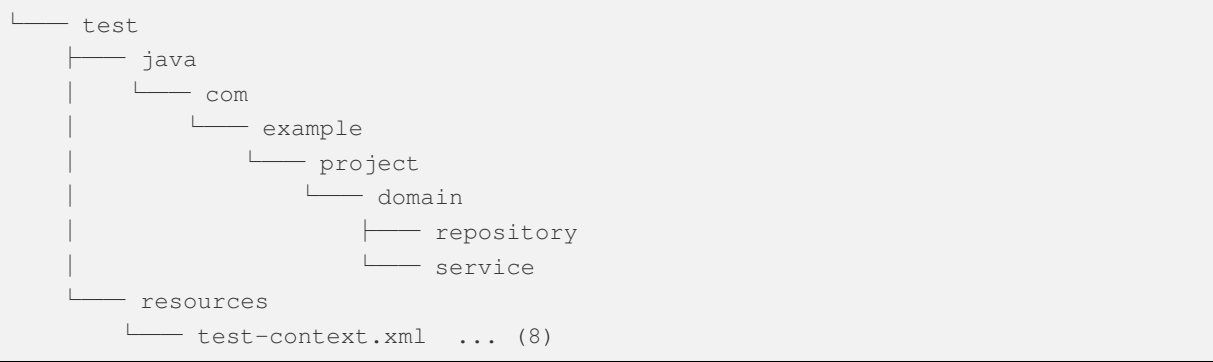 └── test
    ├── java
    │   └── com
    │       └── example
    │           └── project
    │               └── domain
    │                   ├── repository
    │                   └── service
    └── resources
        └── test-context.xml ... (8)